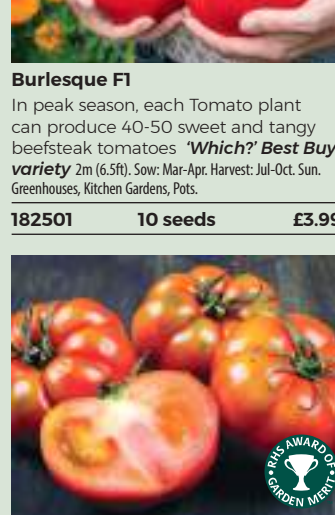 Burlesque F1
In peak season, each Tomato plant
can produce 40-50 sweet and tangy
beefsteak tomatoes 'Which?' Best Buy
variety 2m (6.5ft). Sow: Mar-Apr. Harvest: Jul-Oct. Sun.
Greenhouses, Kitchen Gardens, Pots.
182501 10 seeds £3.99
RHS AWARD OF
GARDEN MERIT